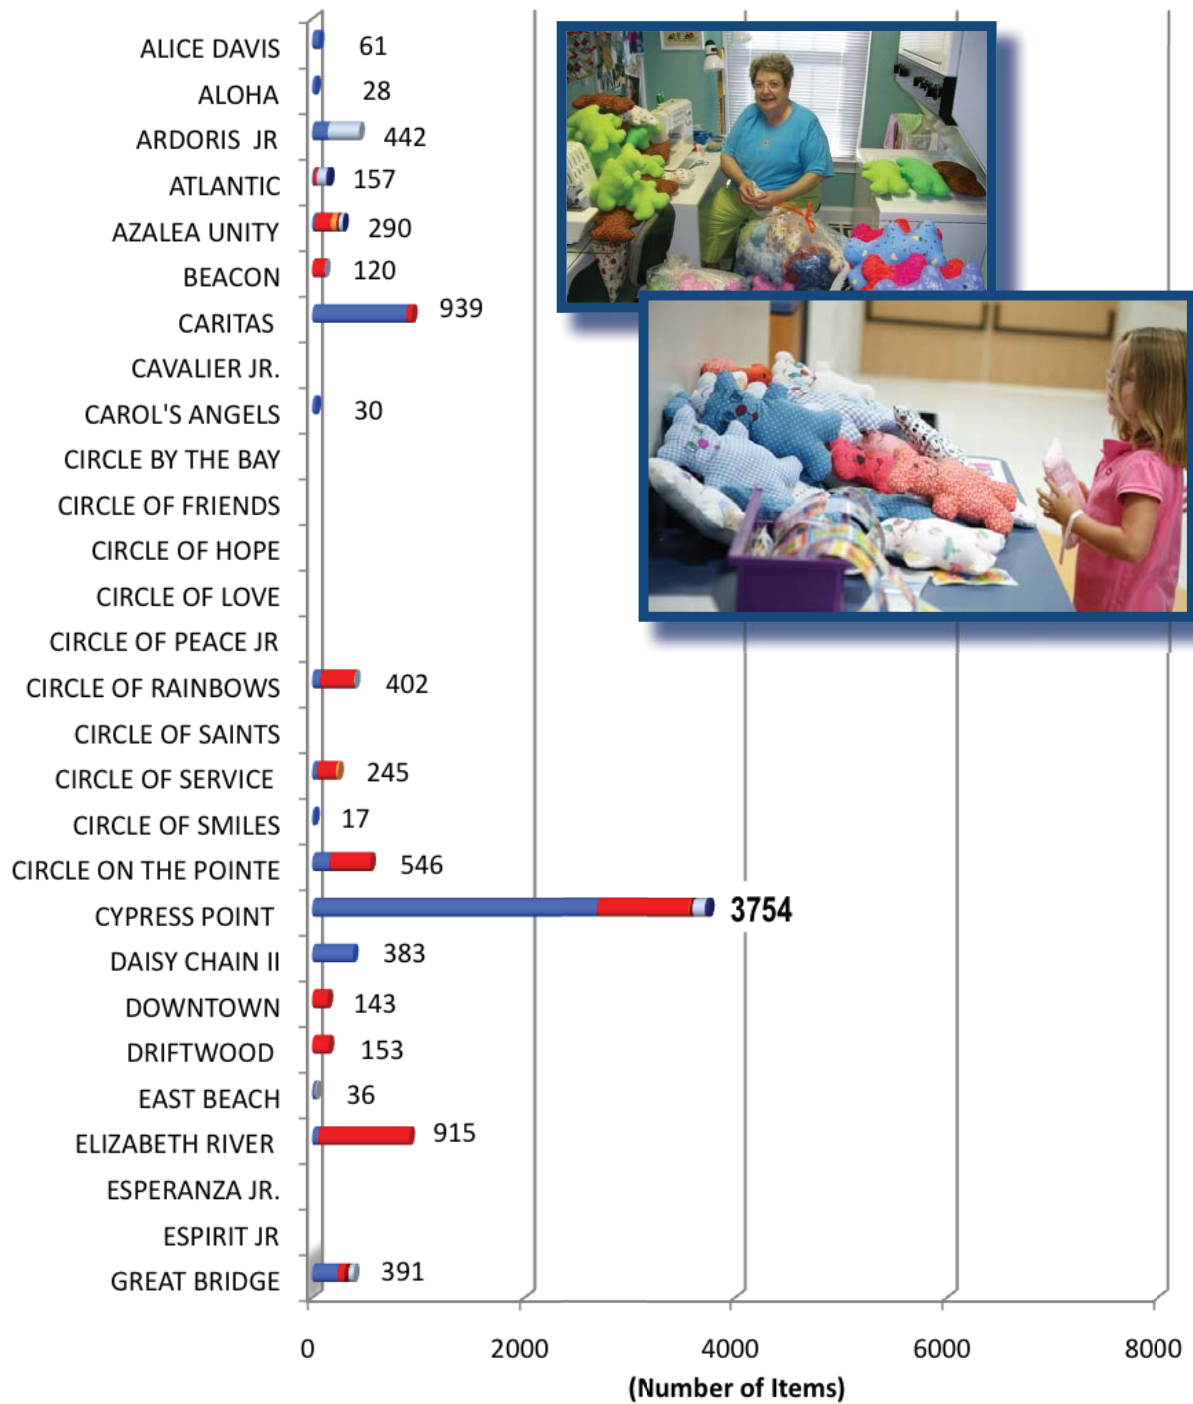 ALICE DAVIS 61
ALOHA 28
ARDORIS JR 442
ATLANTIC 157
AZALEA UNITY 290
BEACON 120
CARITAS 939
CAVALIER JR.
CAROL'S ANGELS 30
CIRCLE BY THE BAY
CIRCLE OF FRIENDS
CIRCLE OF HOPE
CIRCLE OF LOVE
CIRCLE OF PEACE JR
CIRCLE OF RAINBOWS 402
CIRCLE OF SAINTS
CIRCLE OF SERVICE 245
CIRCLE OF SMILES 17
CIRCLE ON THE POINTE 546
CYPRESS POINT 3754
DAISY CHAIN II 383
DOWNTOWN 143
DRIFTWOOD 153
EAST BEACH 36
ELIZABETH RIVER 915
ESPERANZA JR.
ESPIRIT JR
GREAT BRIDGE 391
0 2000 4000 6000 8000
(Number of Items)